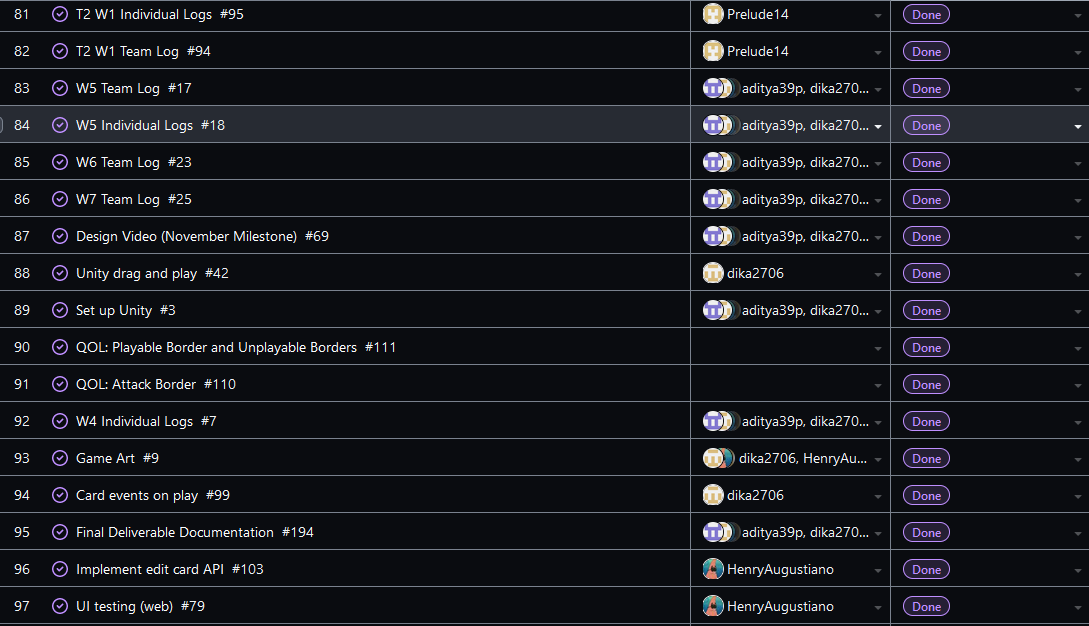 81 T2 W1 Individual Logs #95 Prelude14 Done
82 T2 W1 Team Log #94 Prelude14 Done
83 W5 Team Log #17 aditya39p, dika270... Done
84 W5 Individual Logs #18 aditya39p, dika270... Done
85 W6 Team Log #23 aditya39p, dika270... Done
86 W7 Team Log #25 aditya39p, dika270... Done
87 Design Video (November Milestone) #69 aditya39p, dika270... Done
88 Unity drag and play #42 dika2706 Done
89 Set up Unity #3 aditya39p, dika270... Done
90 QOL: Playable Border and Unplayable Borders #111 Done
91 QOL: Attack Border #110 Done
92 W4 Individual Logs #7 aditya39p, dika270... Done
93 Game Art #9 dika2706, HenryAu... Done
94 Card events on play #99 dika2706 Done
95 Final Deliverable Documentation #194 aditya39p, dika270... Done
96 Implement edit card API #103 HenryAugustiano Done
97 UI testing (web) #79 HenryAugustiano Done